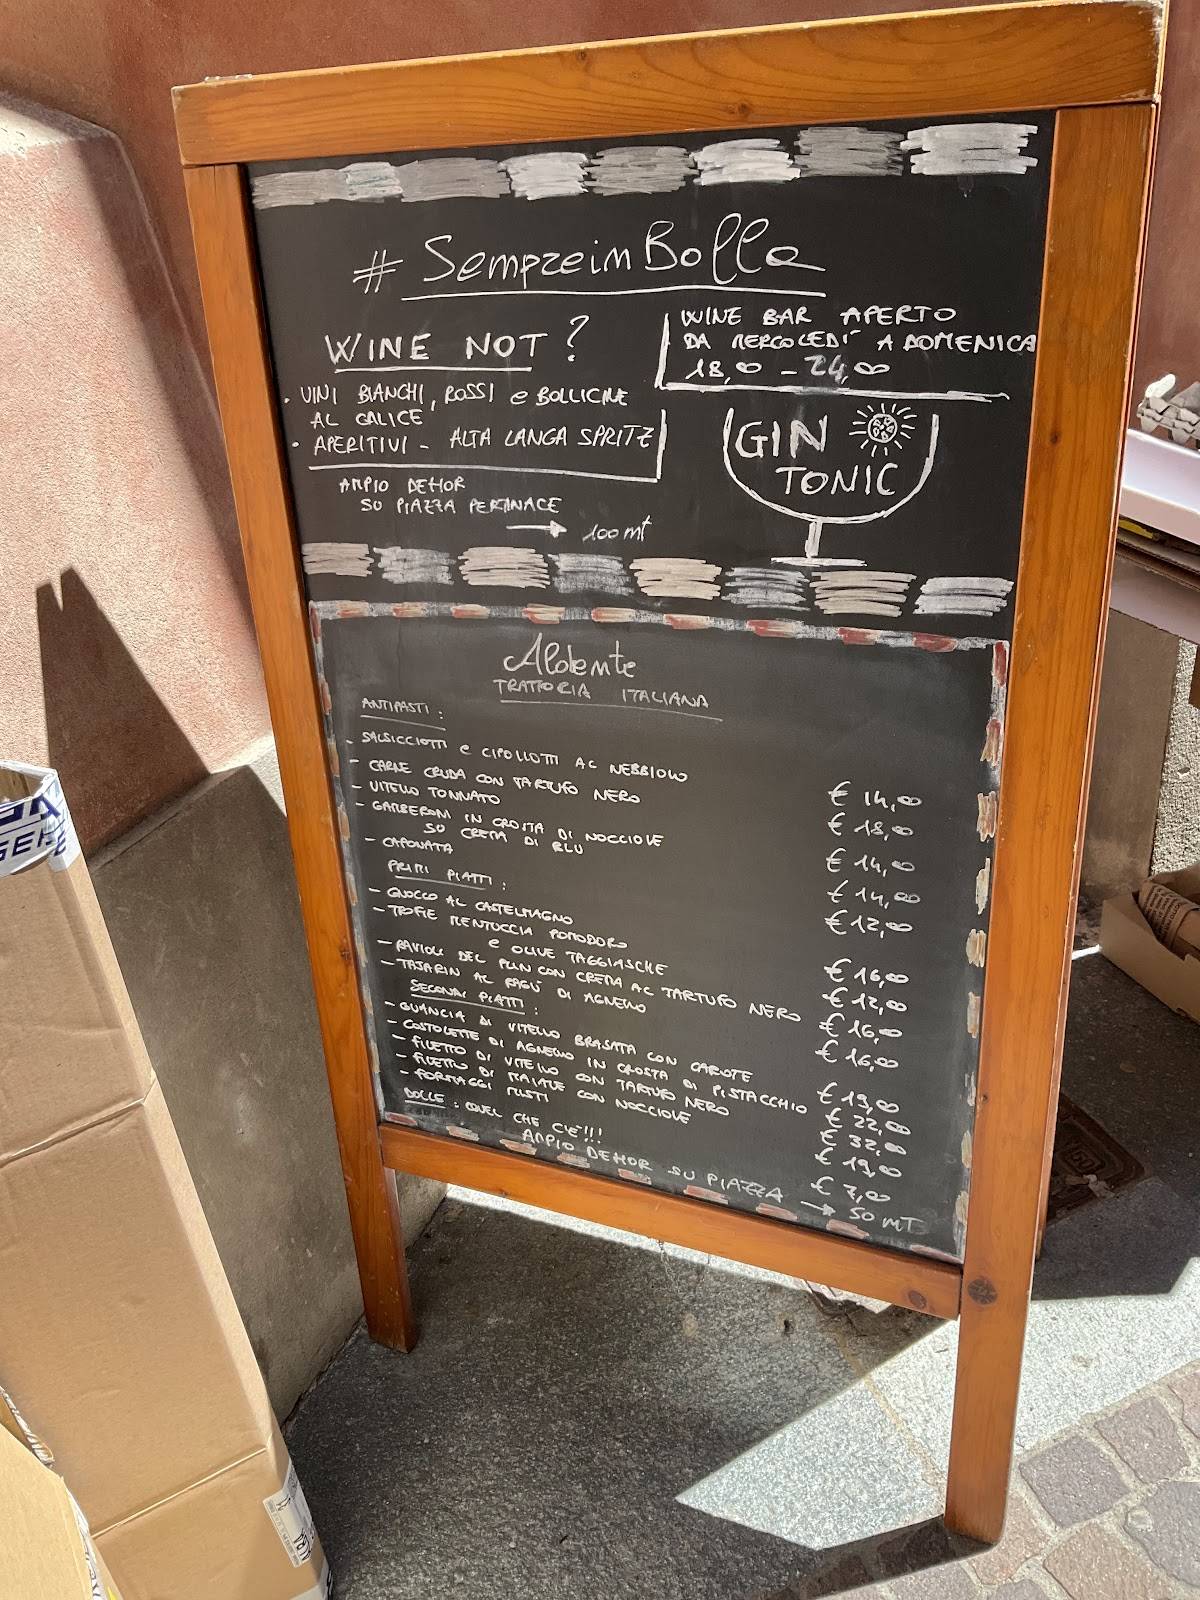 #SempreinBolla
WINE NOT?
· VINI BIANCHI, ROSSI e BOLLICINE
AL CALICE
· APERITIVI - ALTA LANGA SPRITZ
AMPIO DEHOR
SU PIAZZA PERTINACE
→ 100 mt
WINE BAR APERTO
DA MERCOLEDÌ A DOMENICA
18,00 - 24,00
GIN
TONIC
Aldente
TRATTORIA ITALIANA
ANTIPASTI:
- SALSICCIOTTI e CIPOLLOTTI AL NEBBIOLO € 14,00
- CARNE CRUDA CON TARTUFO NERO € 18,00
- VITELLO TONNATO € 14,00
- GAMBERONI IN CROSTA DI NOCCIOLE
SU CREMA DI BLU € 14,00
- CAPONATA € 12,00
PRIMI PIATTI:
- GNOCCO AL CASTELMAGNO € 16,00
- TROFIE MENTUCCIA POMODORO
e OLIVE TAGGIASCHE € 12,00
- RAVIOLI DEL PLIN CON CREMA AL TARTUFO NERO € 16,00
- TAJARIN AL RAGÙ DI AGNELLO € 16,00
SECONDI PIATTI:
- GUANCIA DI VITELLO BRASATA CON CAROTE € 19,00
- COSTOLETTE DI AGNELLO IN CROSTA DI PISTACCHIO € 22,00
- FILETTO DI VITELLO CON TARTUFO NERO € 32,00
- FILETTO DI MAIALE CON NOCCIOLE € 19,00
- FORMAGGI MISTI € 7,00
DOLCE: QUEL CHE C'È!!!
AMPIO DEHOR SU PIAZZA → 50 MT